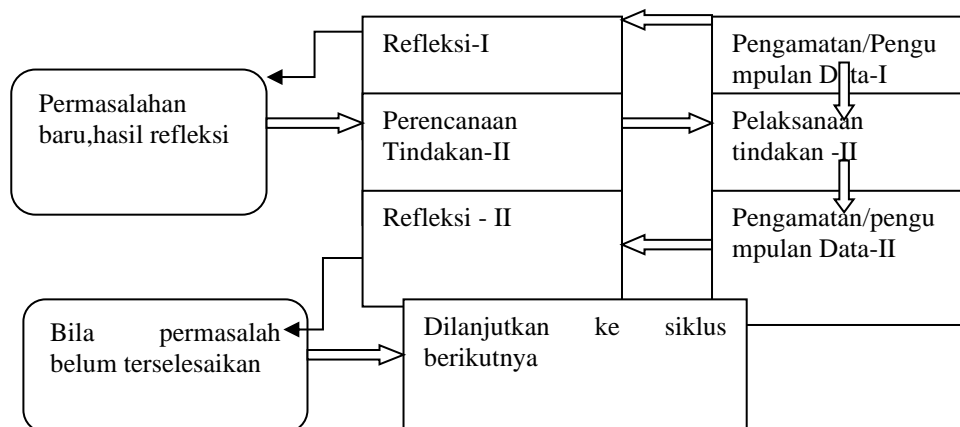 Refleksi-I
Pengamatan/Pengu
mpulan Data-I
Permasalahan
baru,hasil refleksi
Perencanaan
Tindakan-II
Pelaksanaan
tindakan -II
Refleksi - II
Pengamatan/pengu
mpulan Data-II
Bila permasalah
belum terselesaikan
Dilanjutkan ke siklus
berikutnya